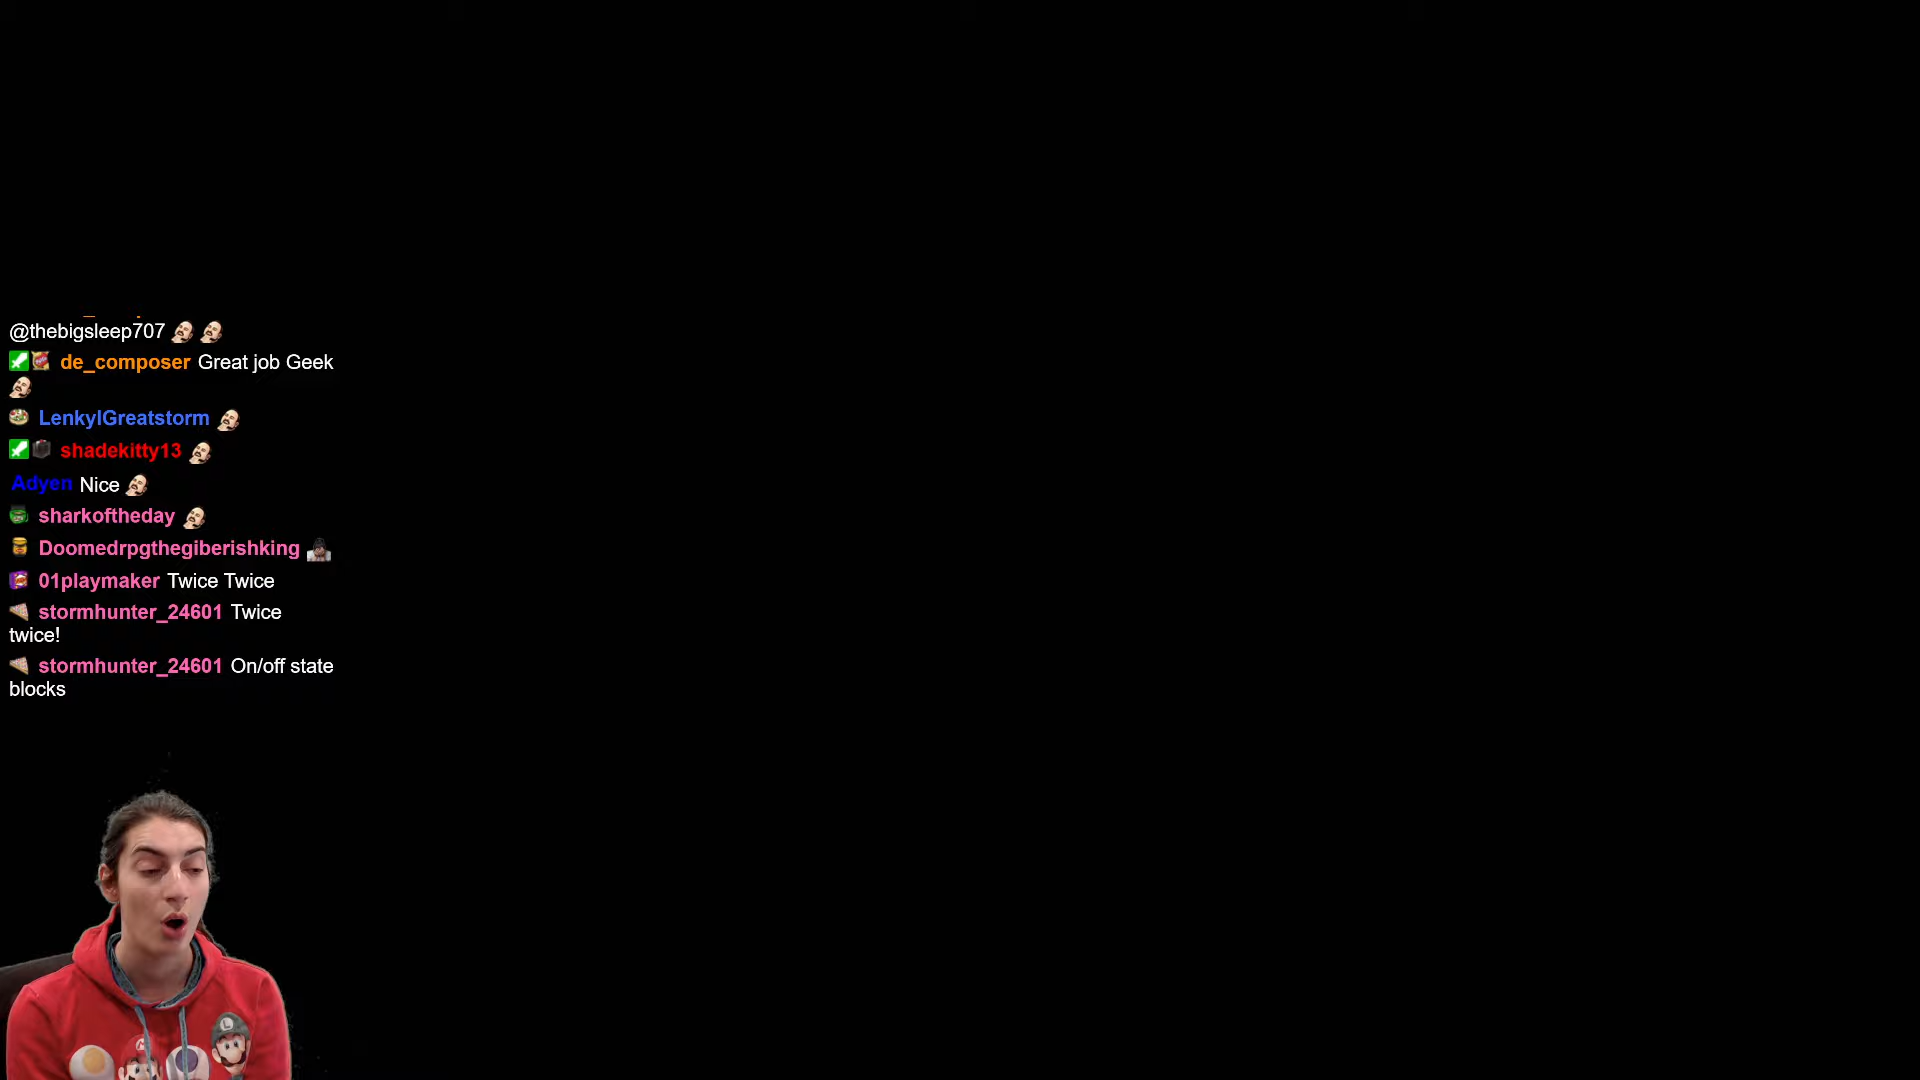 @thebigsleep707
de_composer Great job Geek
LenkylGreatstorm
shadekitty13
Adyen Nice
sharkoftheday
Doomedrpgthegiberishking
01playmaker Twice Twice
stormhunter_24601 Twice
twice!
stormhunter_24601 On/off state
blocks
M
L